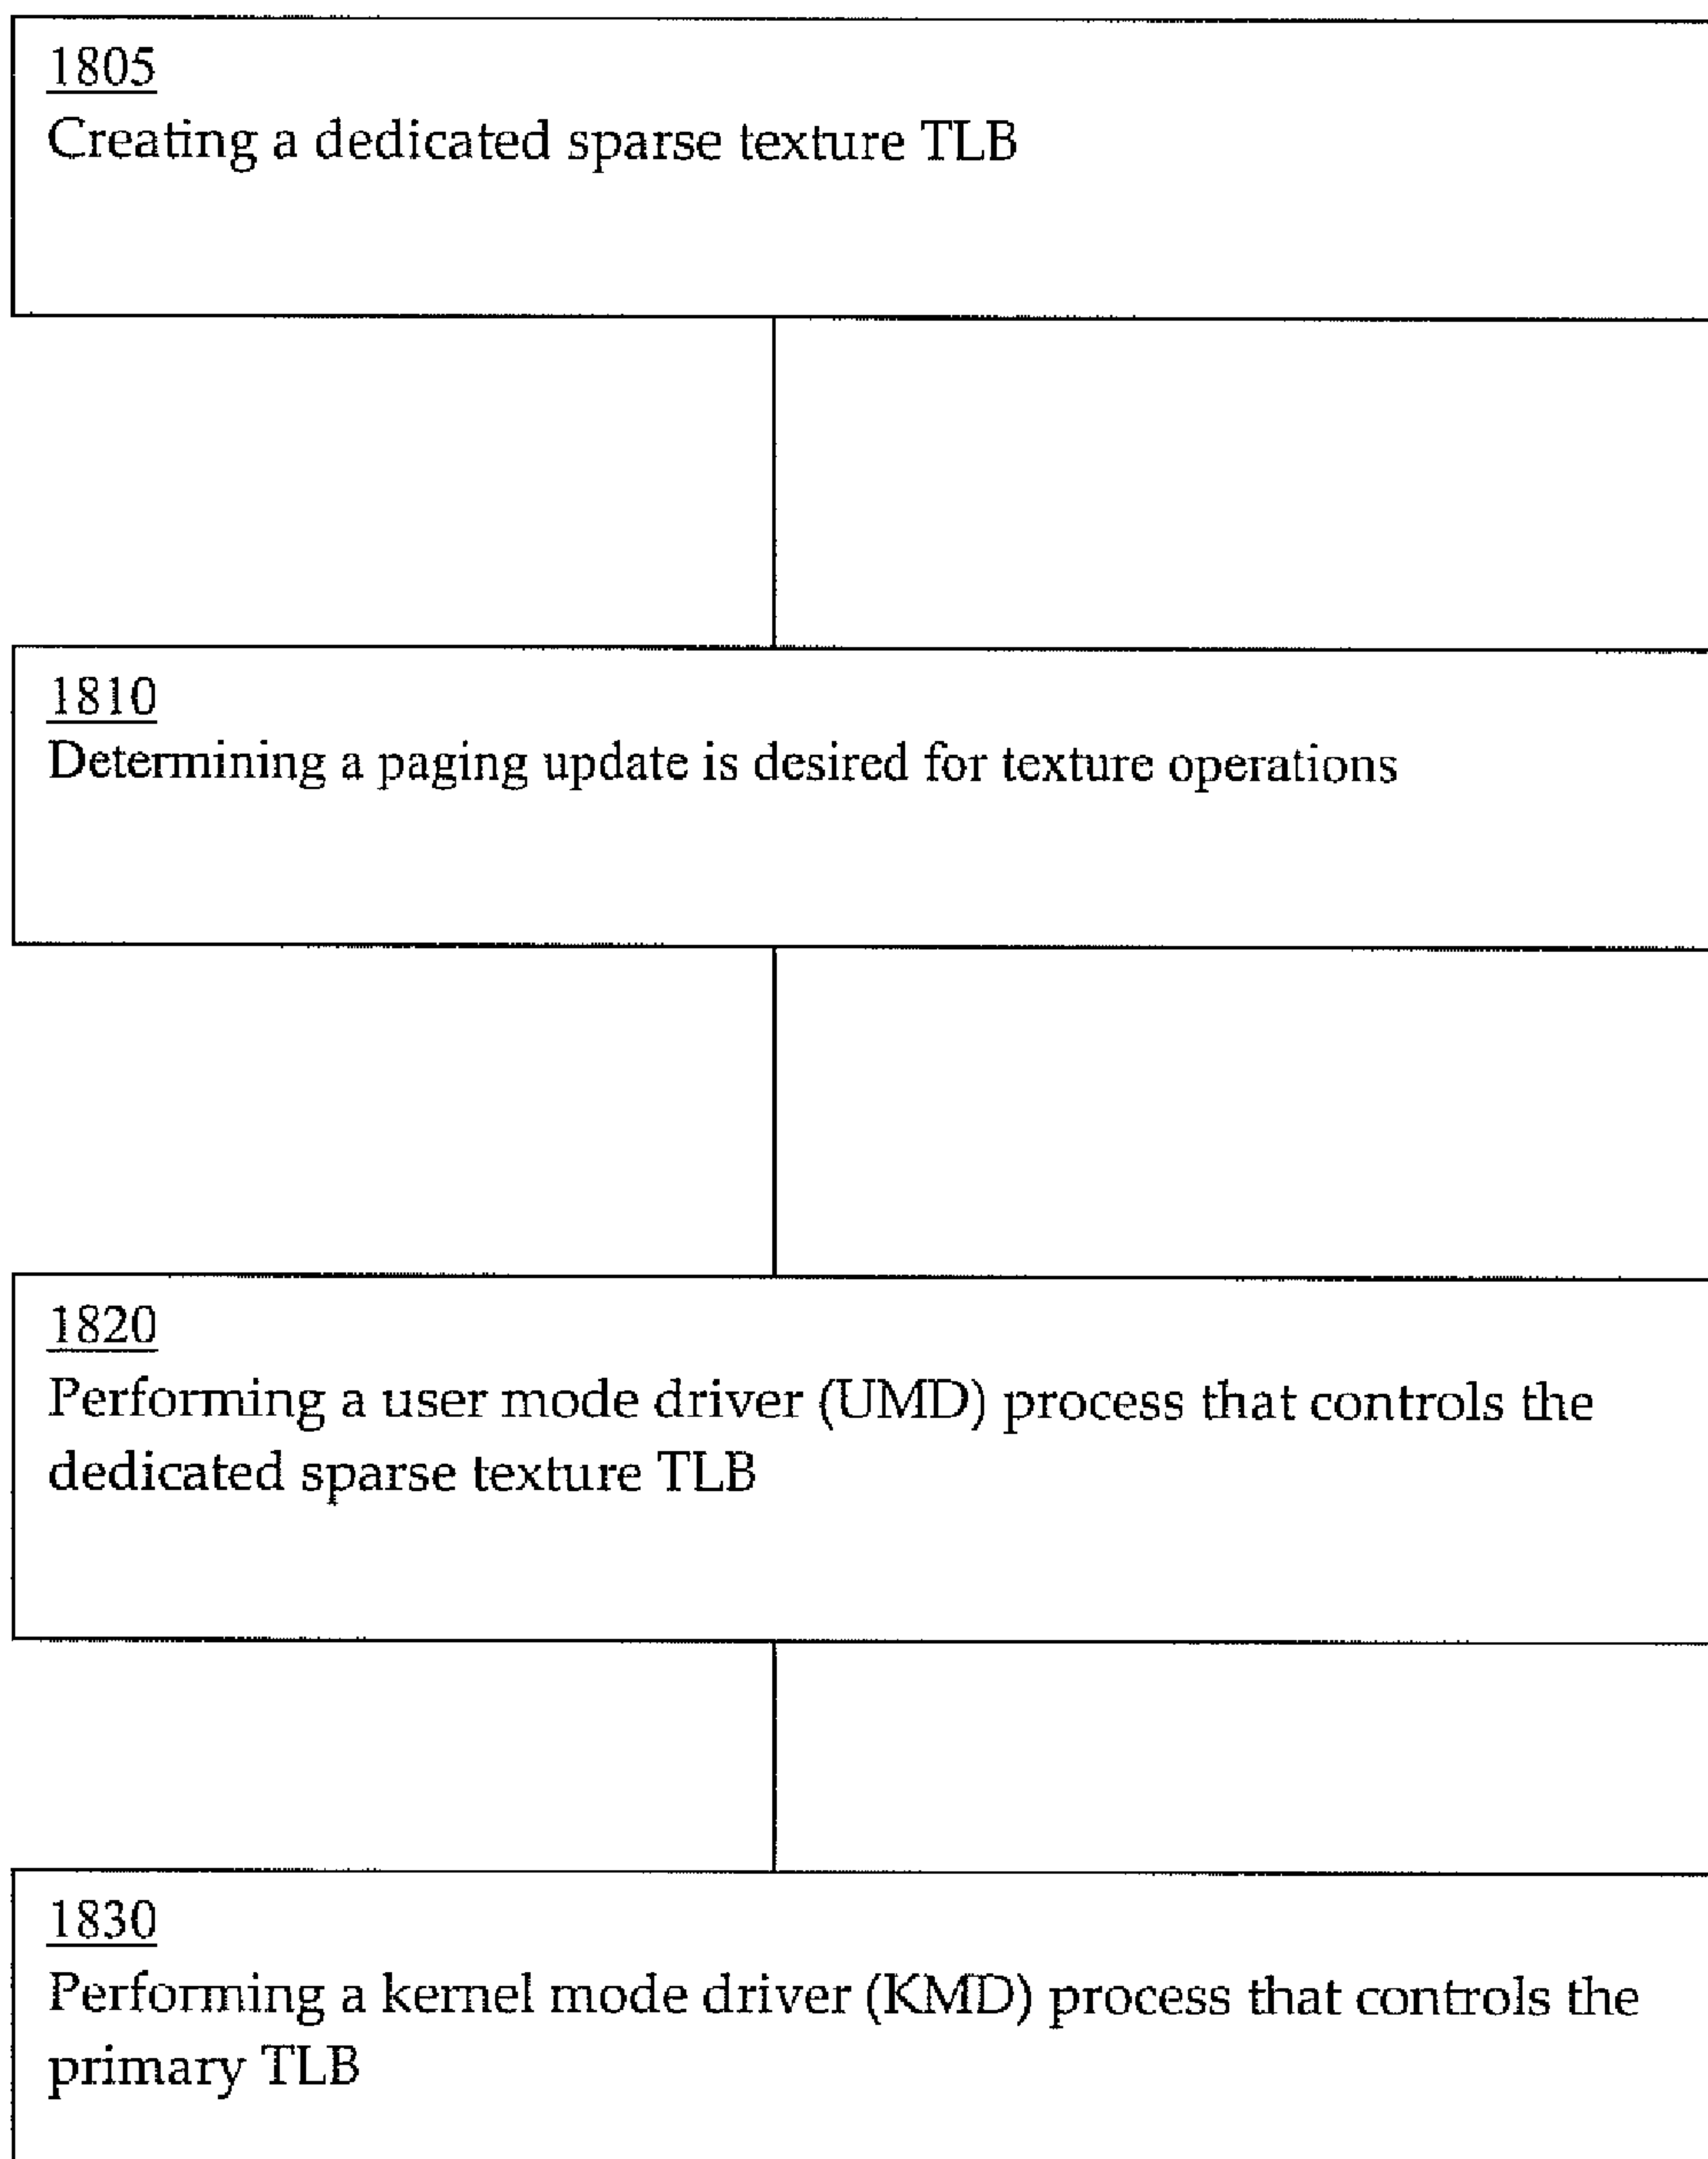 1805
Creating a dedicated sparse texture TLB
1810
Determining a paging update is desired for texture operations
1820
Performing a user mode driver (UMD) process that controls the
dedicated sparse texture TLB
1830
Performing a kernel mode driver (KMD) process that controls the
primary TLB